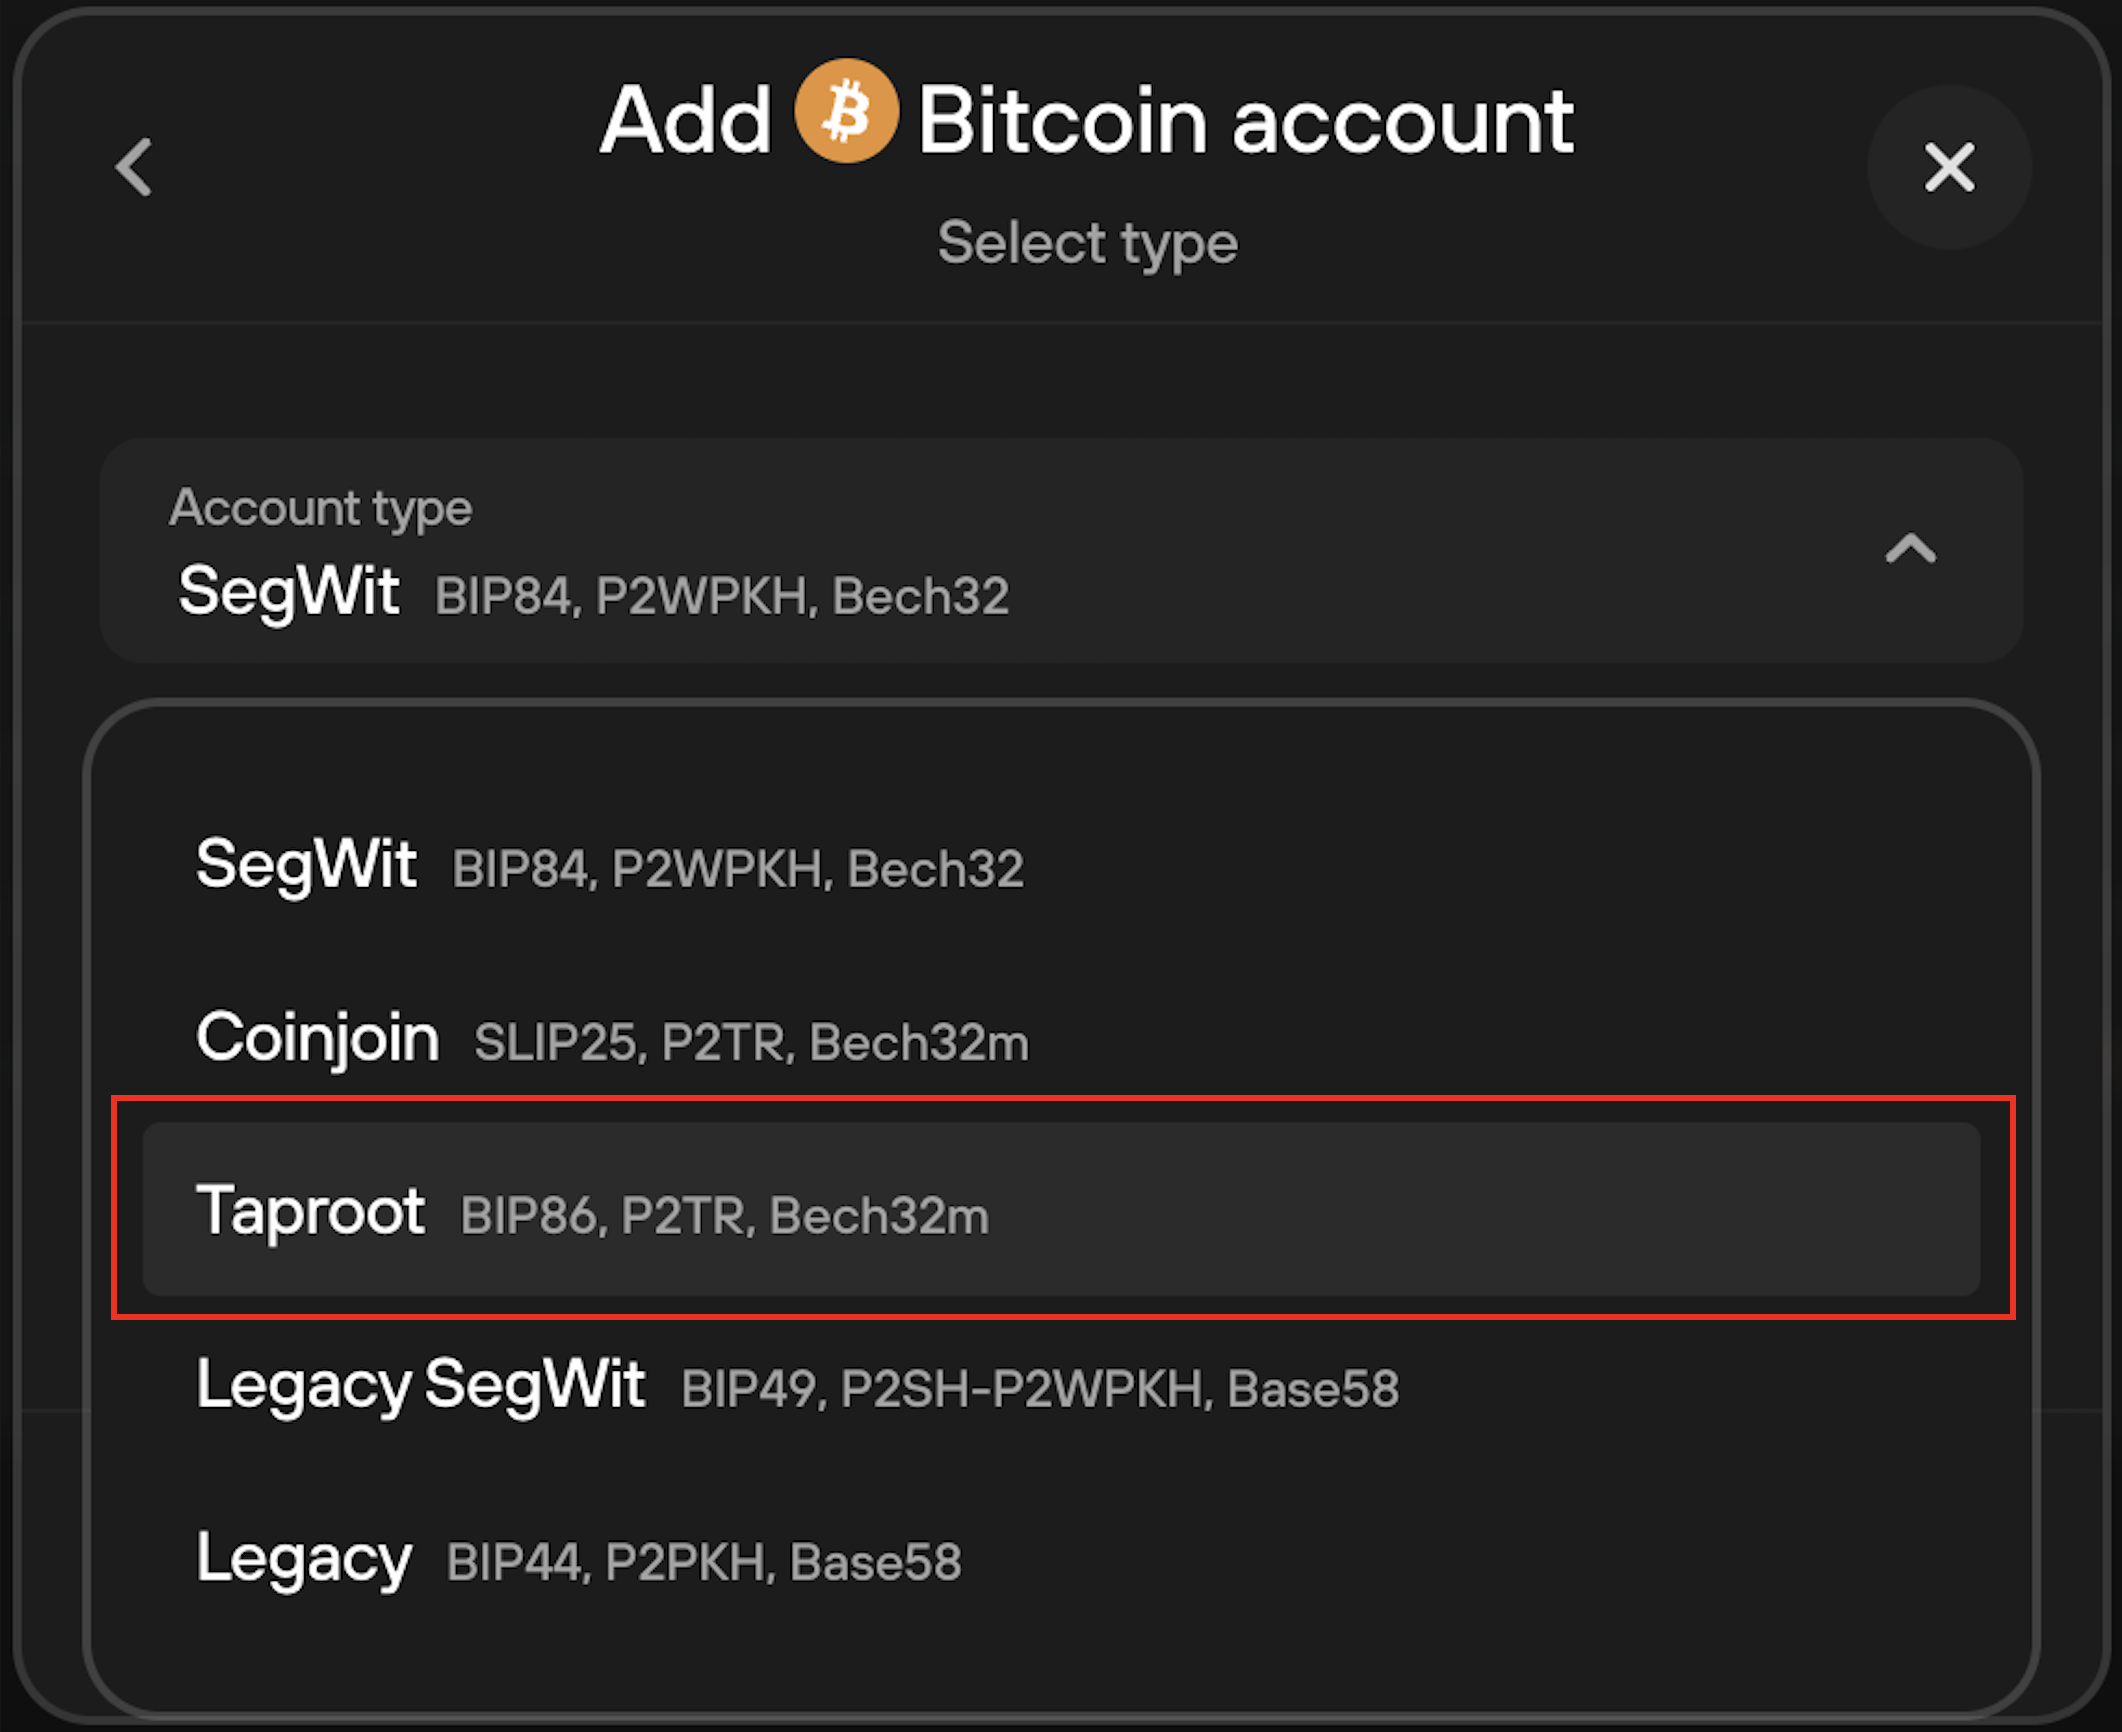 Add Bitcoin account
Select type
Account type
SegWit BIP84, P2WPKH, Bech32
SegWit BIP84, P2WPKH, Bech32
Coinjoin SLIP25, P2TR, Bech32m
Taproot BIP86, P2TR, Bech32m
Legacy SegWit BIP49, P2SH-P2WPKH, Base58
Legacy BIP44, P2PKH, Base58